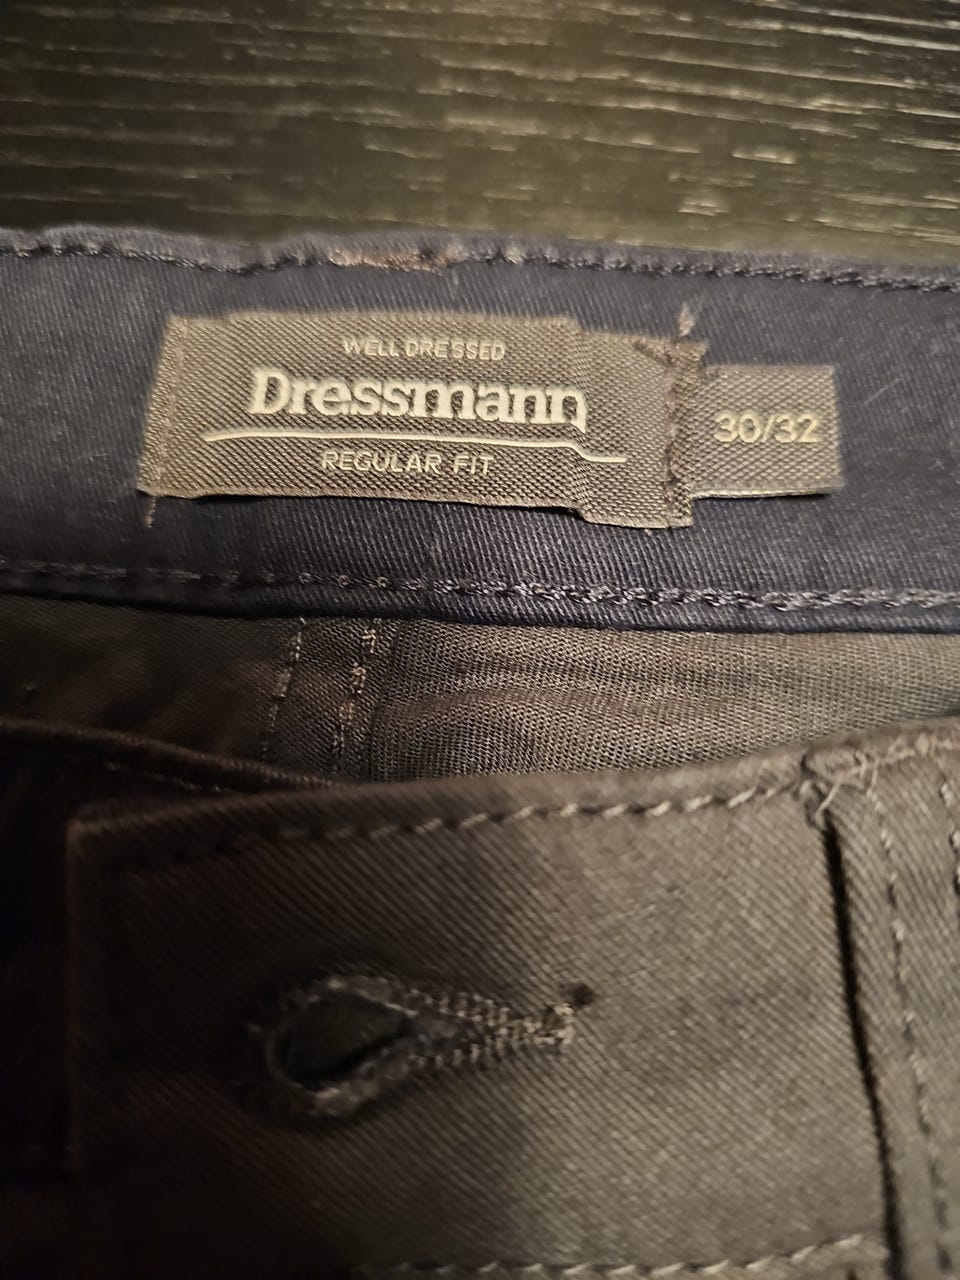 WELL DRESSED
Dressmann
REGULAR FIT
30/32